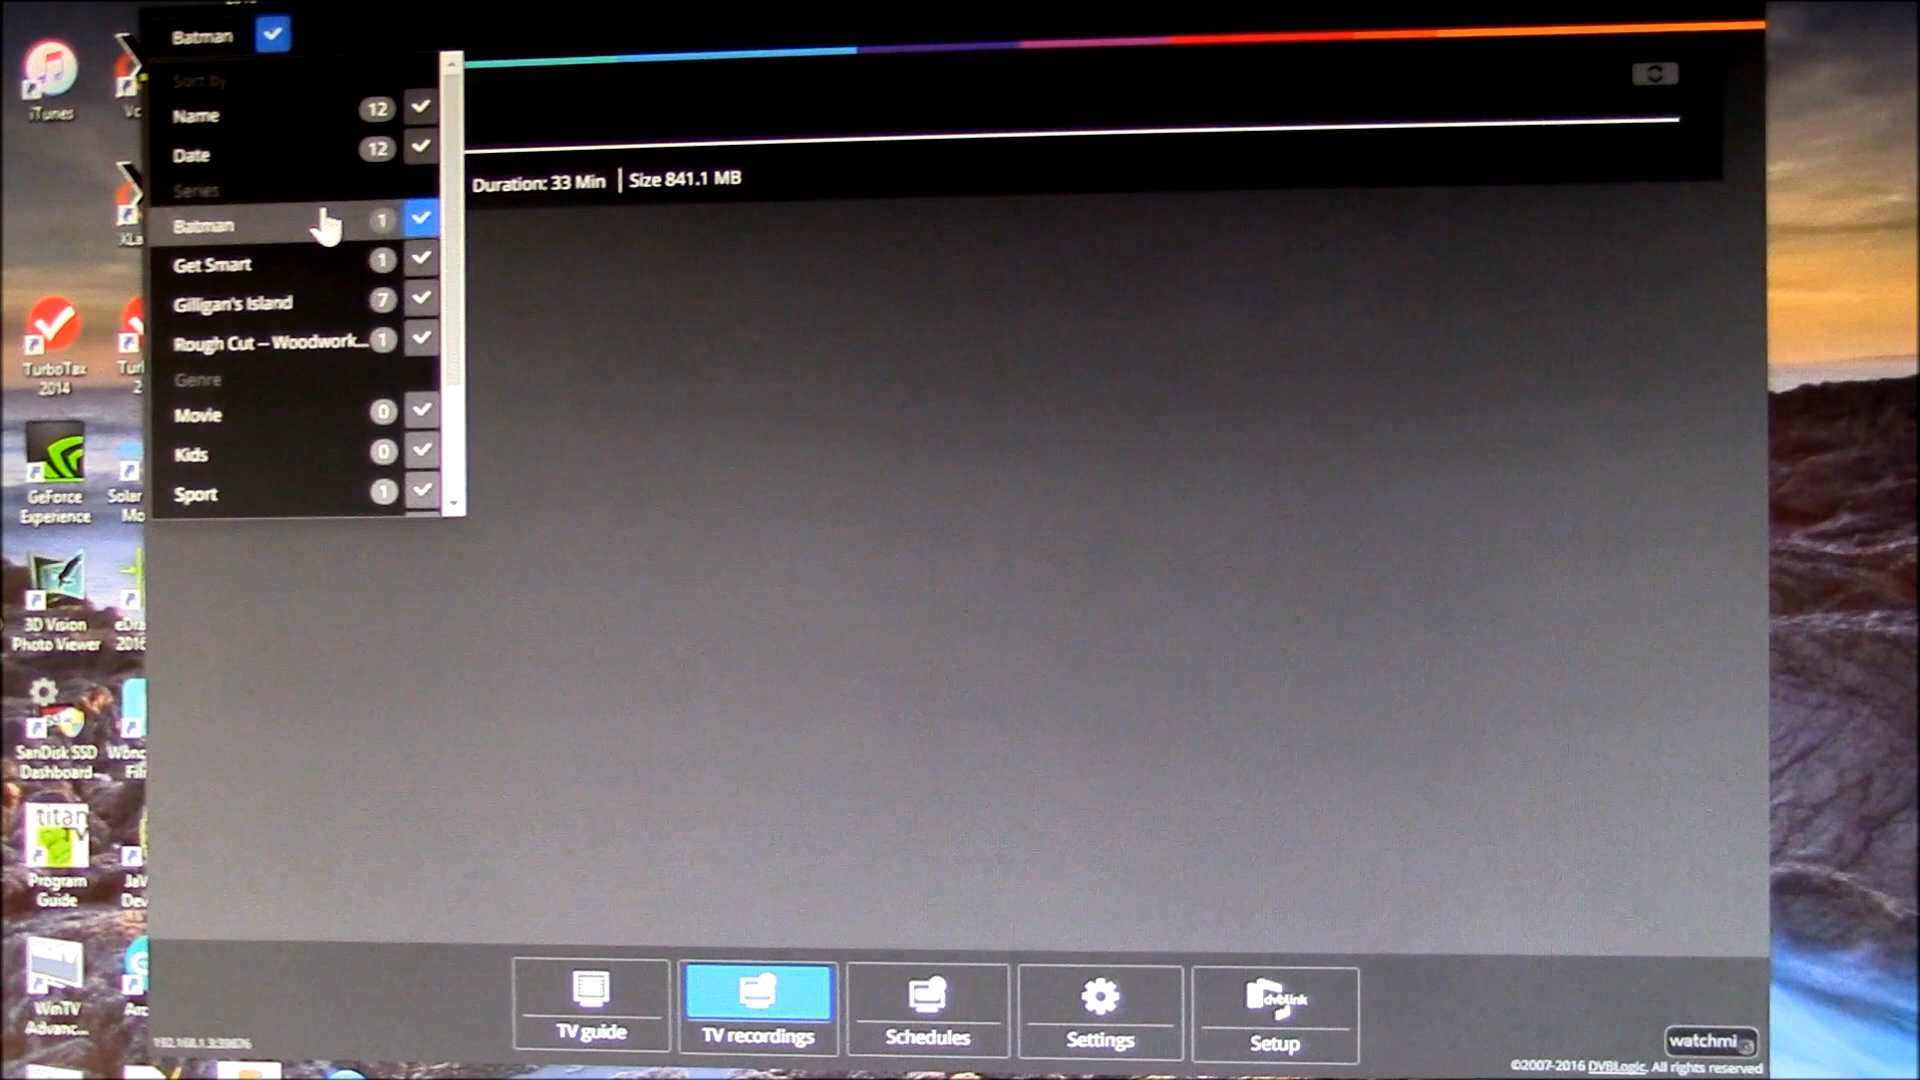 Batman
Sort by
Name 12
Date 12
Series
Batman 1
Get Smart 1
Gilligan's Island 7
Rough Cut – Woodwork... 1
Genre
Movie 0
Kids 0
Sport 1
Duration: 33 Min | Size 841.1 MB
iTunes
TurboTax
2014
GeForce
Experience
Solar
3D Vision
Photo Viewer
SanDisk SSD
Dashboard
titan
TV
Program
Guide
WinTV
Advanc...
TV guide
TV recordings
Schedules
Settings
dvblink
Setup
watchmi
©2007-2016 DVBLogic. All rights reserved